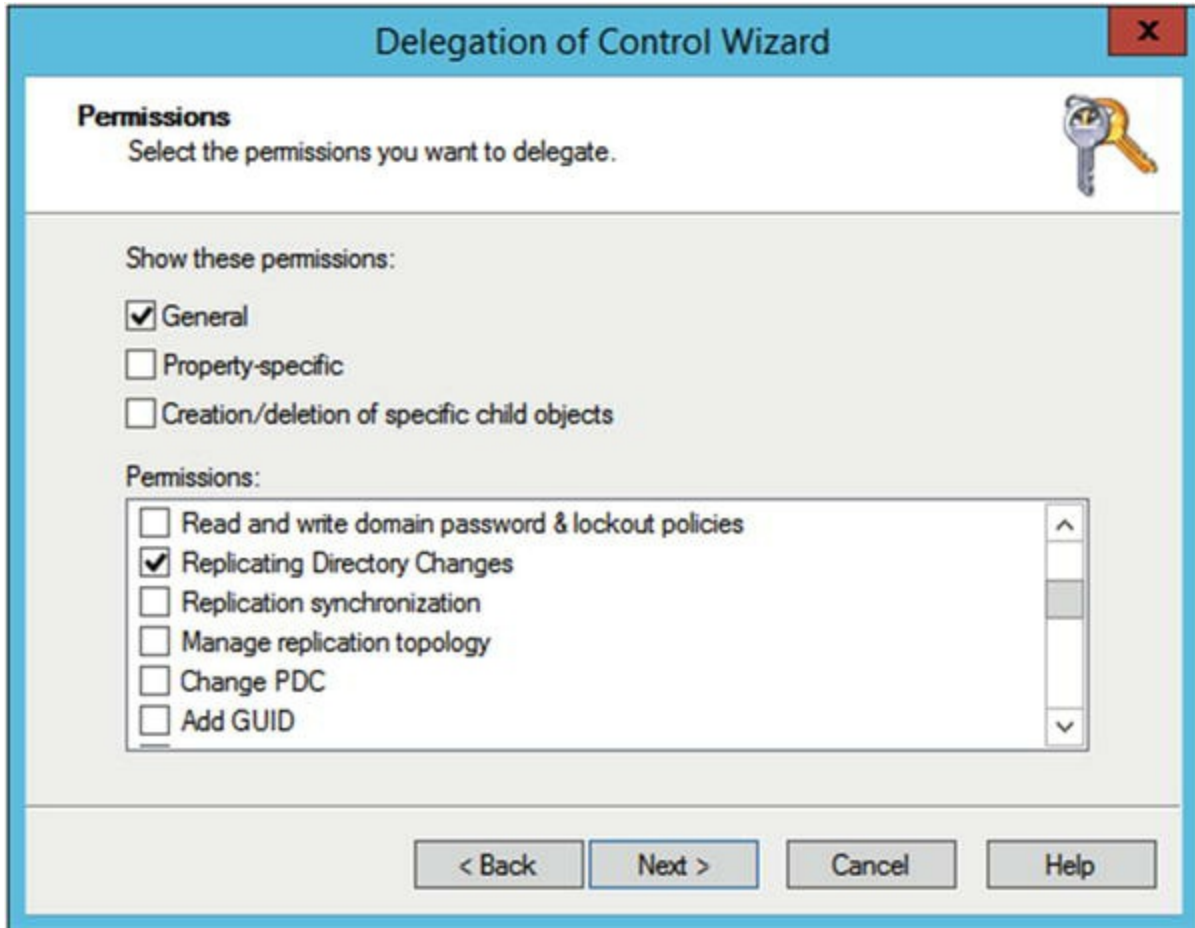 Delegation of Control Wizard
x
Permissions
Select the permissions you want to delegate.
Show these permissions:
General
Property-specific
Creation/deletion of specific child objects
Permissions:
Read and write domain password & lockout policies
Replicating Directory Changes
Replication synchronization
Manage replication topology
Change PDC
Add GUID
< Back
Next >
Cancel
Help